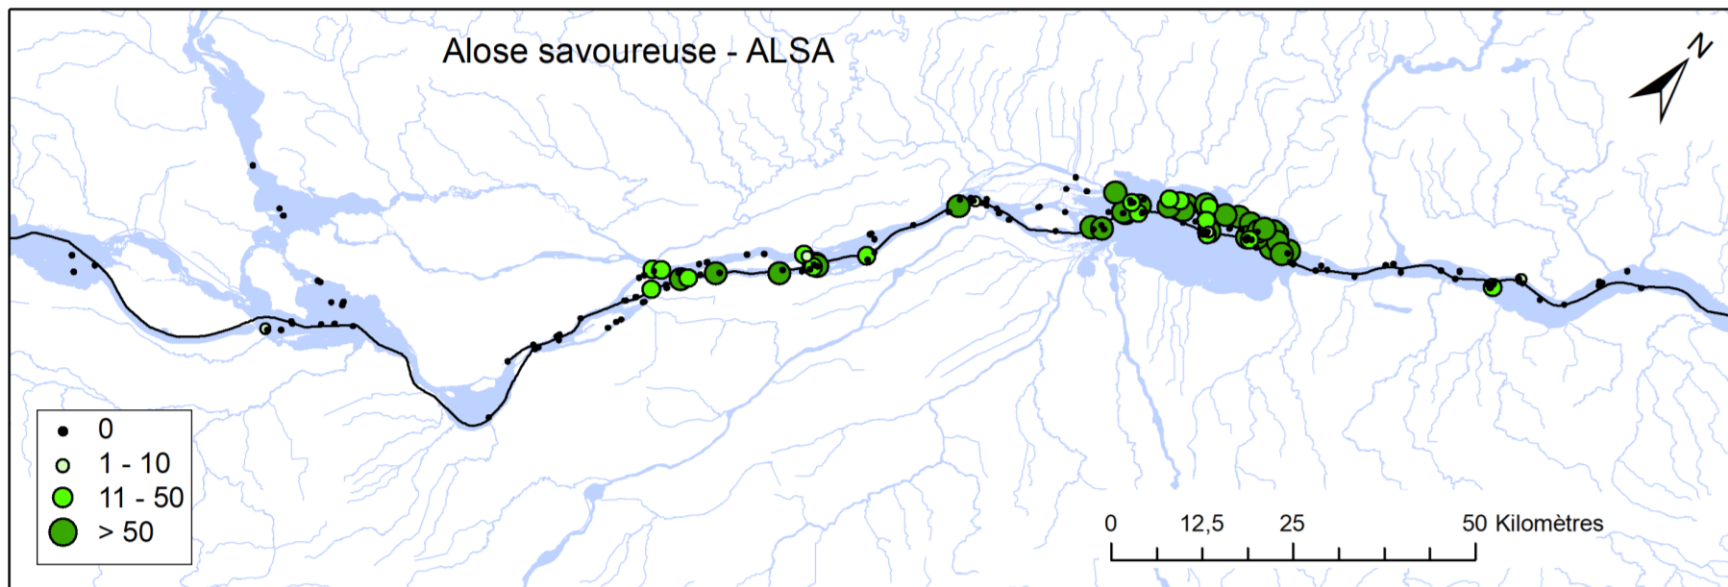 Alose savoureuse - ALSA
N
0
1 - 10
11 - 50
> 50
0 12,5 25 50 Kilomètres